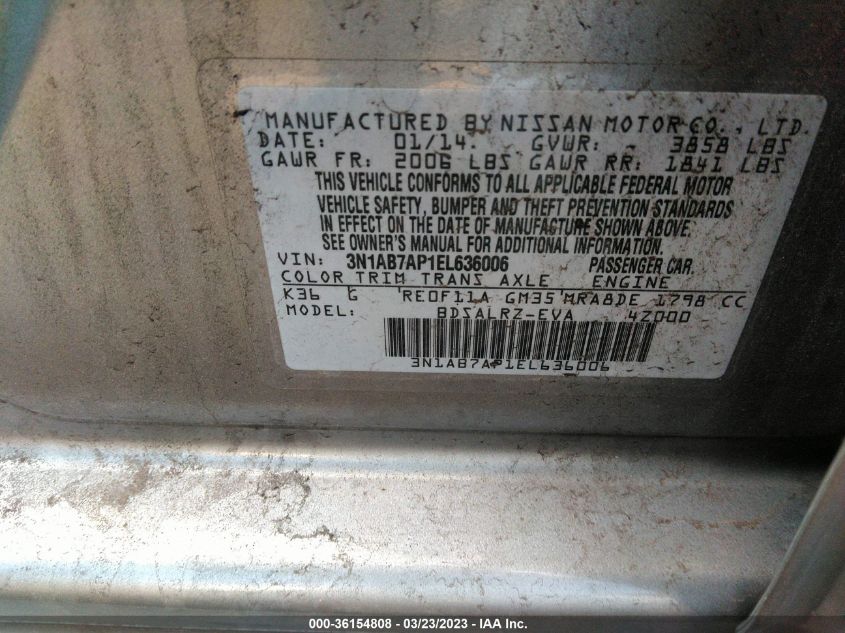 MANUFACTURED BY NISSAN MOTOR CO., LTD.
DATE: 01/14. GVWR: 3858 LBS
GAWR FR: 2006 LBS GAWR RR: 1841 LBS
THIS VEHICLE CONFORMS TO ALL APPLICABLE FEDERAL MOTOR
VEHICLE SAFETY, BUMPER AND THEFT PREVENTION STANDARDS
IN EFFECT ON THE DATE OF MANUFACTURE SHOWN ABOVE.
SEE OWNER'S MANUAL FOR ADDITIONAL INFORMATION.
VIN: 3N1AB7AP1EL636006 PASSENGER CAR.
COLOR TRIM TRANS AXLE ENGINE
K36 G RE0F11A GM35 MRA8DE 1798 CC
MODEL: BDSALRZ-EVA 4Z000
3N1AB7AP1EL636006
000-36154808 - 03/23/2023 - IAA Inc.